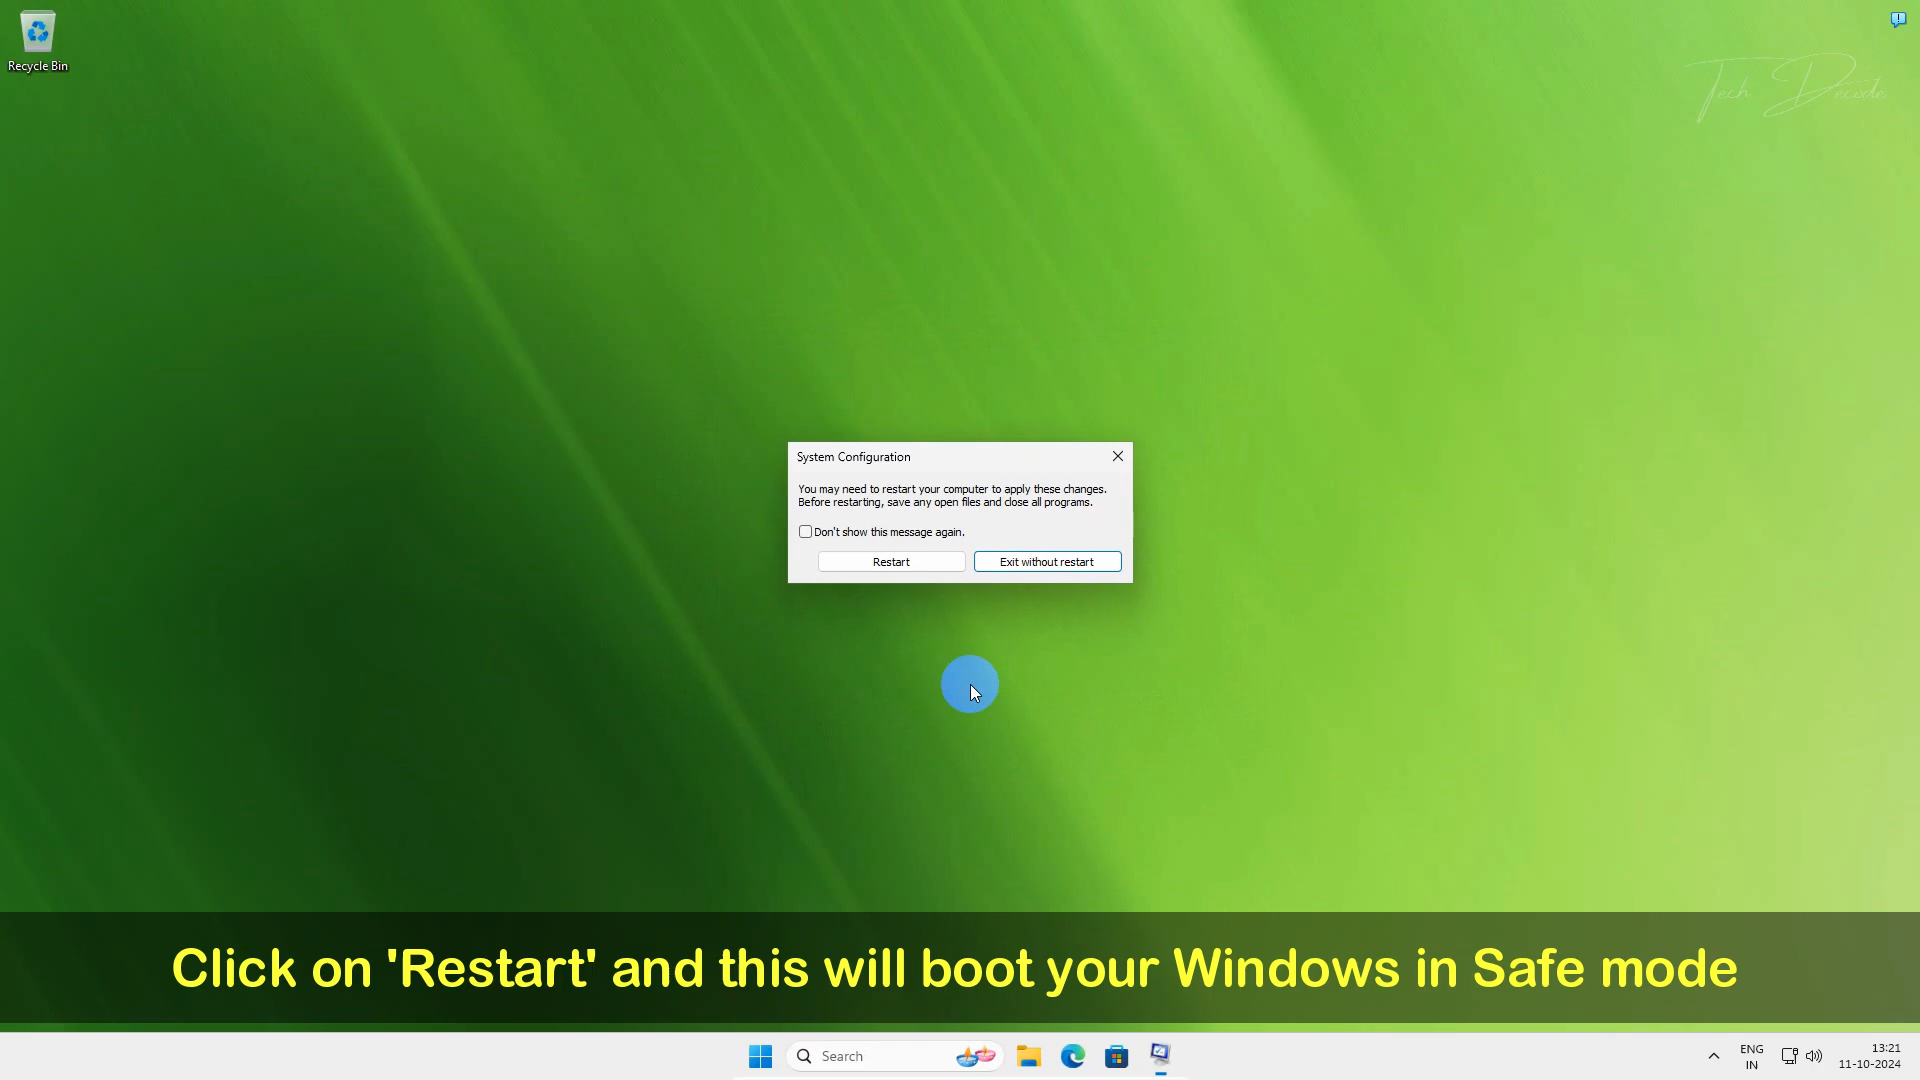 Recycle Bin
Tech Decode
System Configuration
You may need to restart your computer to apply these changes.
Before restarting, save any open files and close all programs.
Don't show this message again.
Restart
Exit without restart
Click on 'Restart' and this will boot your Windows in Safe mode
Search
ENG
IN
13:21
11-10-2024